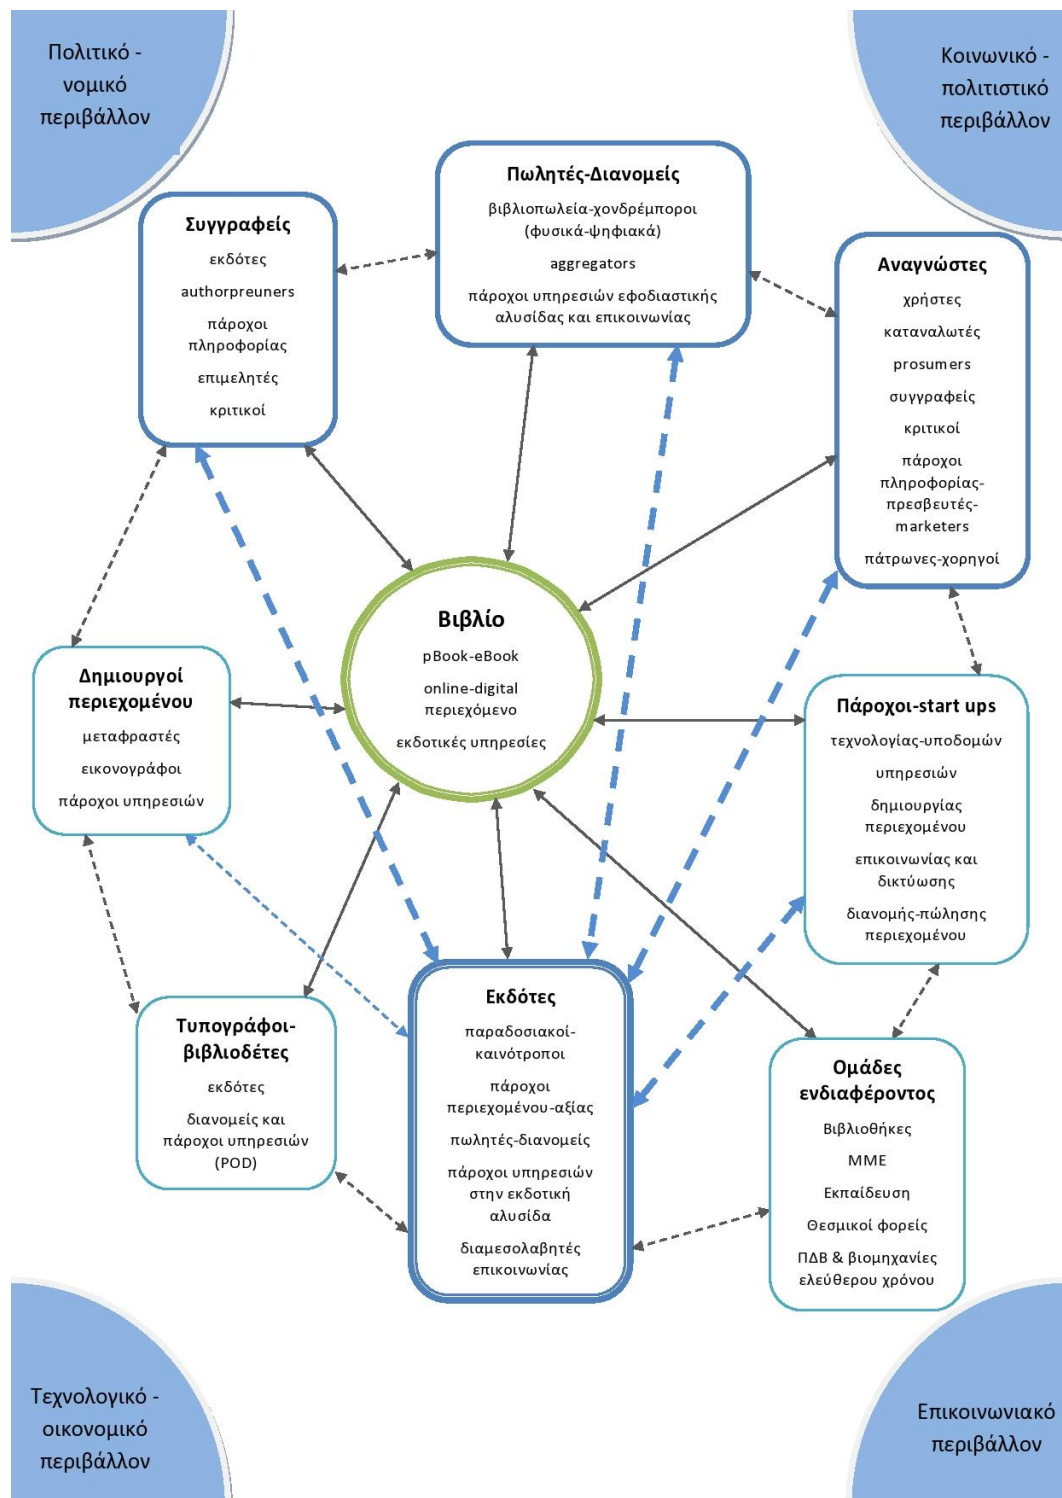 Πολιτικό -
νομικό
περιβάλλον
Κοινωνικό -
πολιτιστικό
περιβάλλον
Πωλητές-Διανομείς
βιβλιοπωλεία-χονδρέμποροι
(φυσικά-ψηφιακά)
aggregators
πάροχοι υπηρεσιών εφοδιαστικής
αλυσίδας και επικοινωνίας
Συγγραφείς
εκδότες
authorpreuners
πάροχοι
πληροφορίας
επιμελητές
κριτικοί
Αναγνώστες
χρήστες
καταναλωτές
prosumers
συγγραφείς
κριτικοί
πάροχοι
πληροφορίας-
πρεσβευτές-
marketers
πάτρωνες-χορηγοί
Βιβλίο
pBook-eBook
online-digital
περιεχόμενο
εκδοτικές υπηρεσίες
Δημιουργοί
περιεχομένου
μεταφραστές
εικονογράφοι
πάροχοι υπηρεσιών
Πάροχοι-start ups
τεχνολογίας-υποδομών
υπηρεσιών
δημιουργίας
περιεχομένου
επικοινωνίας και
δικτύωσης
διανομής-πώλησης
περιεχομένου
Τυπογράφοι-
βιβλιοδέτες
εκδότες
διανομείς και
πάροχοι υπηρεσιών
(POD)
Εκδότες
παραδοσιακοί-
καινότροποι
πάροχοι
περιεχομένου-αξίας
πωλητές-διανομείς
πάροχοι υπηρεσιών
στην εκδοτική
αλυσίδα
διαμεσολαβητές
επικοινωνίας
Ομάδες
ενδιαφέροντος
Βιβλιοθήκες
ΜΜΕ
Εκπαίδευση
Θεσμικοί φορείς
ΠΔΒ & βιομηχανίες
ελεύθερου χρόνου
Τεχνολογικό -
οικονομικό
περιβάλλον
Επικοινωνιακό
περιβάλλον